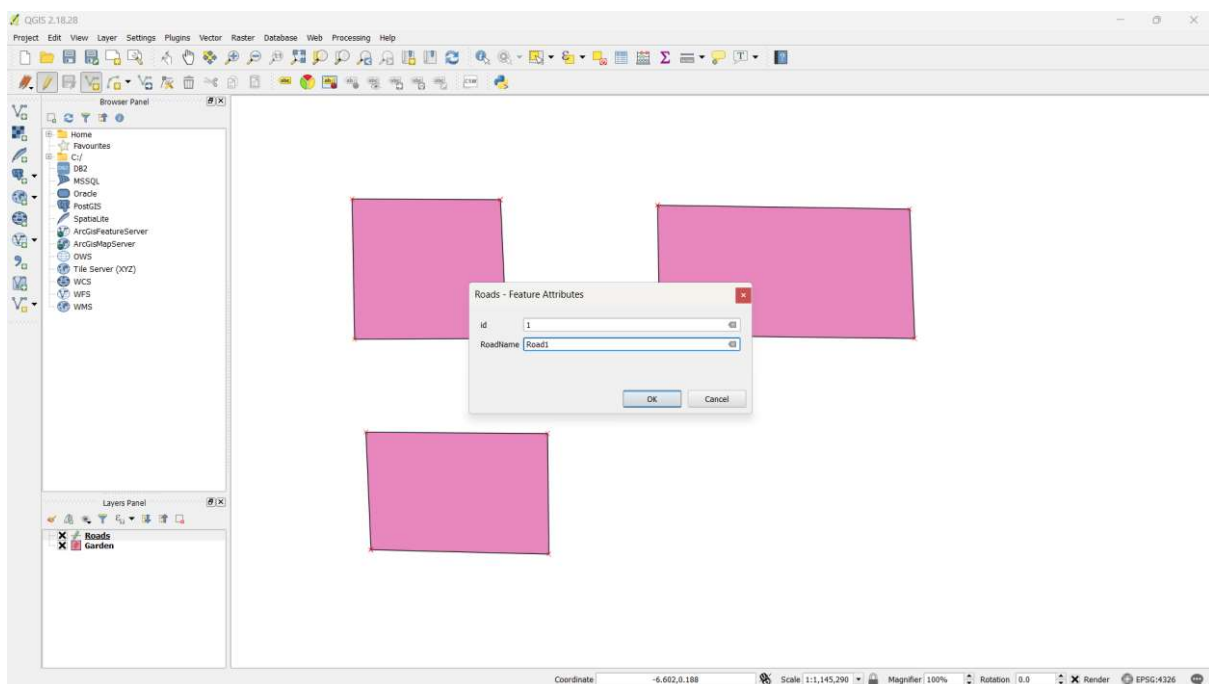 QGIS 2.18.28
Project Edit View Layer Settings Plugins Vector Raster Database Web Processing Help
Browser Panel
Home
Favourites
C:/
DB2
MSSQL
Oracle
PostGIS
SpatiaLite
ArcGisFeatureServer
ArcGisMapServer
OWS
Tile Server (XYZ)
WCS
WFS
WMS
Roads - Feature Attributes
id 1
RoadName Road1
OK Cancel
Layers Panel
Roads
Garden
Coordinate -6.602,0.188 Scale 1:1,145,290 Magnifier 100% Rotation 0.0 Render EPSG:4326